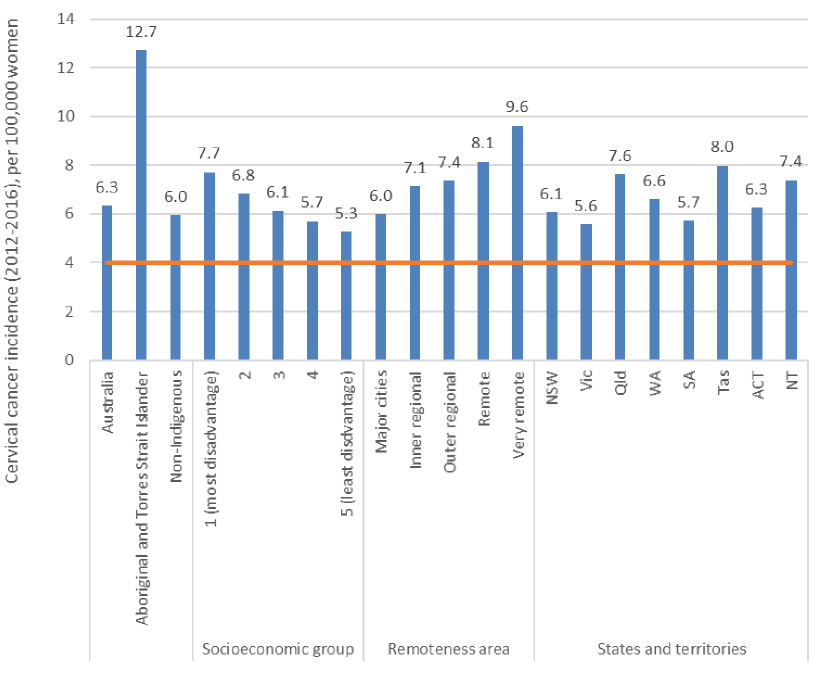 Cervical cancer incidence (2012-2016), per 100,000 women
14
12
10
8
6
4
2
0
6.3
12.7
6.0
7.7
6.8
6.1
5.7
5.3
6.0
7.1
7.4
8.1
9.6
6.1
5.6
7.6
6.6
5.7
8.0
6.3
7.4
Australia
Aboriginal and Torres Strait Islander
Non-Indigenous
1 (most disadvantage)
2
3
4
5 (least disdvantage)
Major cities
Inner regional
Outer regional
Remote
Very remote
NSW
Vic
Qld
WA
SA
Tas
ACT
NT
Socioeconomic group
Remoteness area
States and territories